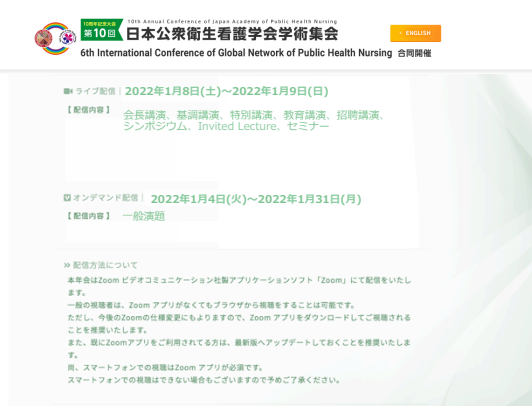 10周年記念大会
第10回
10th Annual Conference of Japan Academy of Public Health Nursing
日本公衆衛生看護学会学術集会
ENGLISH
6th International Conference of Global Network of Public Health Nursing 合同開催
ライブ配信｜2022年1月8日(土)〜2022年1月9日(日)
【配信内容】 会長講演、基調講演、特別講演、教育講演、招聘講演、
シンポジウム、Invited Lecture、セミナー
オンデマンド配信｜ 2022年1月4日(火)〜2022年1月31日(月)
【配信内容】 一般演題
配信方法について
本年会はZoom ビデオコミュニケーション社製アプリケーションソフト「Zoom」にて配信をいたし
ます。
一般の視聴者は、Zoom アプリがなくてもブラウザから視聴をすることは可能です。
ただし、今後のZoomの仕様変更にもよりますので、Zoom アプリをダウンロードしてご視聴される
ことを推奨いたします。
また、既にZoomアプリをご利用されてる方は、最新版へアップデートしておくことを推奨いたしま
す。
尚、スマートフォンでの視聴はZoom アプリが必須です。
スマートフォンでの視聴はできない場合もございますので予めご了承ください。